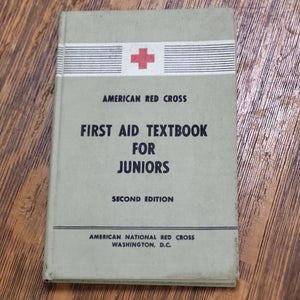 AMERICAN RED CROSS
FIRST AID TEXTBOOK
FOR
JUNIORS
SECOND EDITION
AMERICAN NATIONAL RED CROSS
WASHINGTON, D.C.